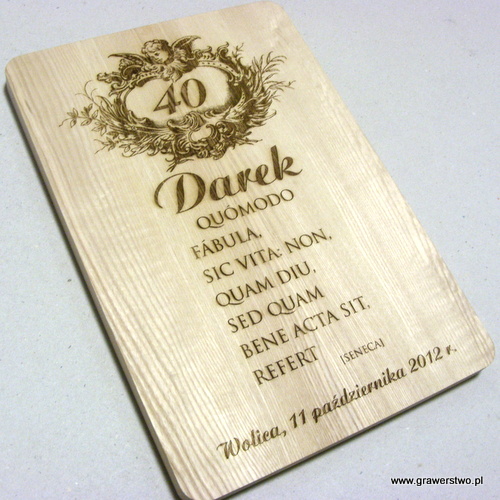 40
Darek
QUÓMODO
FÁBULA,
SIC VITA: NON,
QUAM DIU,
SED QUAM
BENE ACTA SIT,
REFERT [SENECA]
Wolica, 11 października 2012 r.
www.grawerstwo.pl